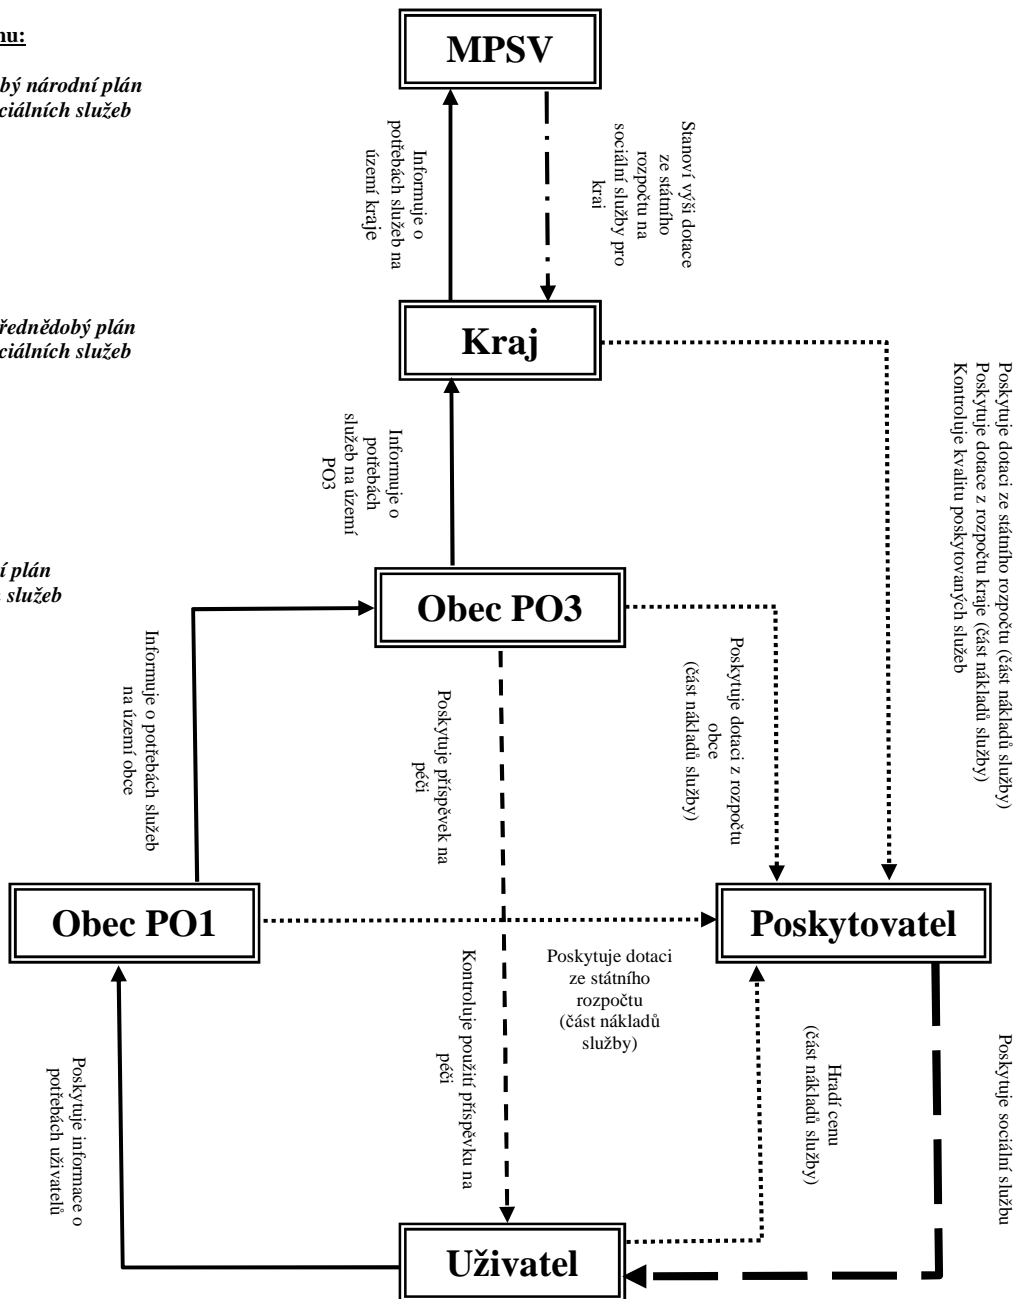 nu:
MPSV
bý národní plán
ciálních služeb
Informuje o
potřebách služeb na
území kraje
Stanoví výši dotace
ze státního
rozpočtu na
sociální služby pro
krai
řednědobý plán
ciálních služeb
Kraj
Poskytuje dotaci ze státního rozpočtu (část nákladů služby)
Poskytuje dotace z rozpočtu kraje (část nákladů služby)
Kontroluje kvalitu poskytovaných služeb
Informuje o
potřebách
služeb na území
PO3
í plán
služeb
Obec PO3
Informuje o potřebách služeb
na území obce
Poskytuje příspěvek na
péči
Poskytuje dotaci z rozpočtu
obce
(část nákladů služby)
Obec PO1
Poskytovatel
Kontroluje použití příspěvku na
péči
Poskytuje dotaci
ze státního
rozpočtu
(část nákladů
služby)
Hradí cenu
(část nákladů služby)
Poskytuje sociální službu
Poskytuje informace o
potřebách uživatelů
Uživatel